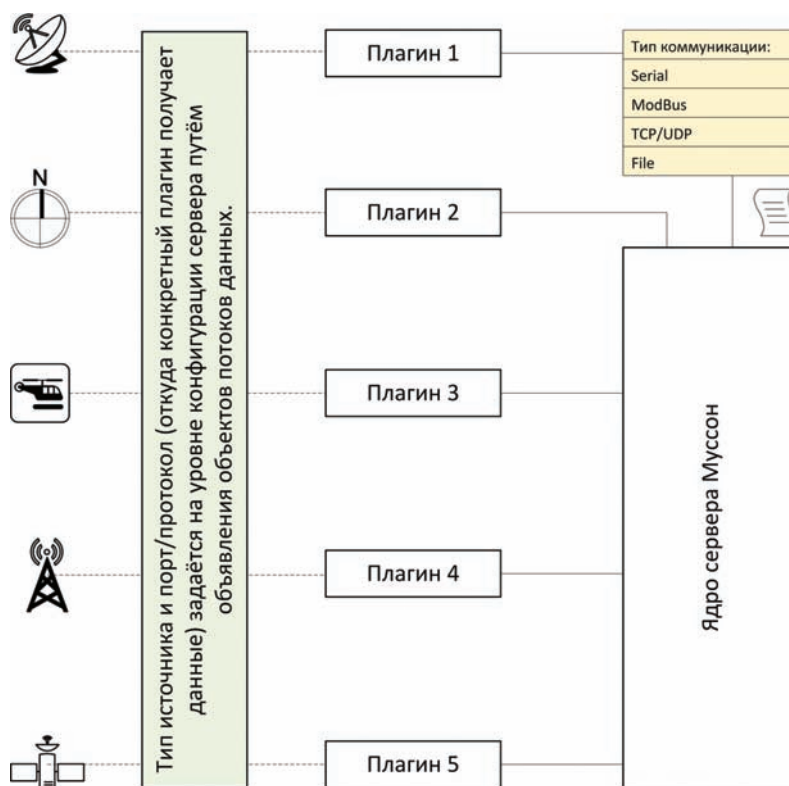 Плагин 1
Тип коммуникации:
Serial
ModBus
TCP/UDP
File
N
Плагин 2
Тип источника и порт/протокол (откуда конкретный плагин получает
данные) задаётся на уровне конфигурации сервера путём
объявления объектов потоков данных.
Плагин 3
Ядро сервера Муссон
Плагин 4
Плагин 5